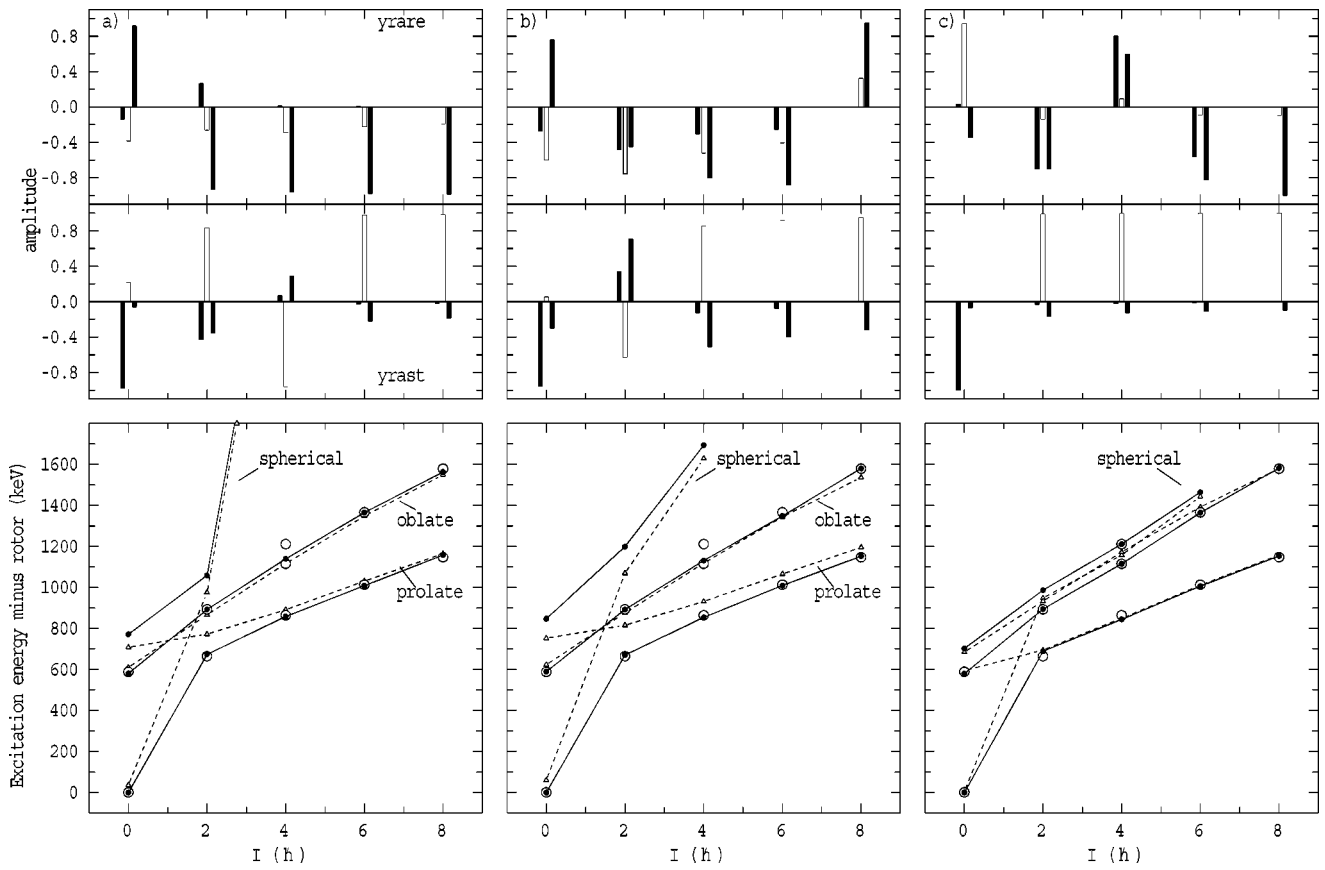 a) yrare
b)
c)
0.8
0.4
0.0
-0.4
-0.8
amplitude
0.8
0.4
0.0
-0.4
-0.8
yrast
Excitation energy minus rotor (keV)
1600
1400
1200
1000
800
600
400
200
0
spherical
oblate
prolate
spherical
oblate
prolate
spherical
0 2 4 6 8
0 2 4 6 8
0 2 4 6 8
I (ħ)
I (ħ)
I (ħ)